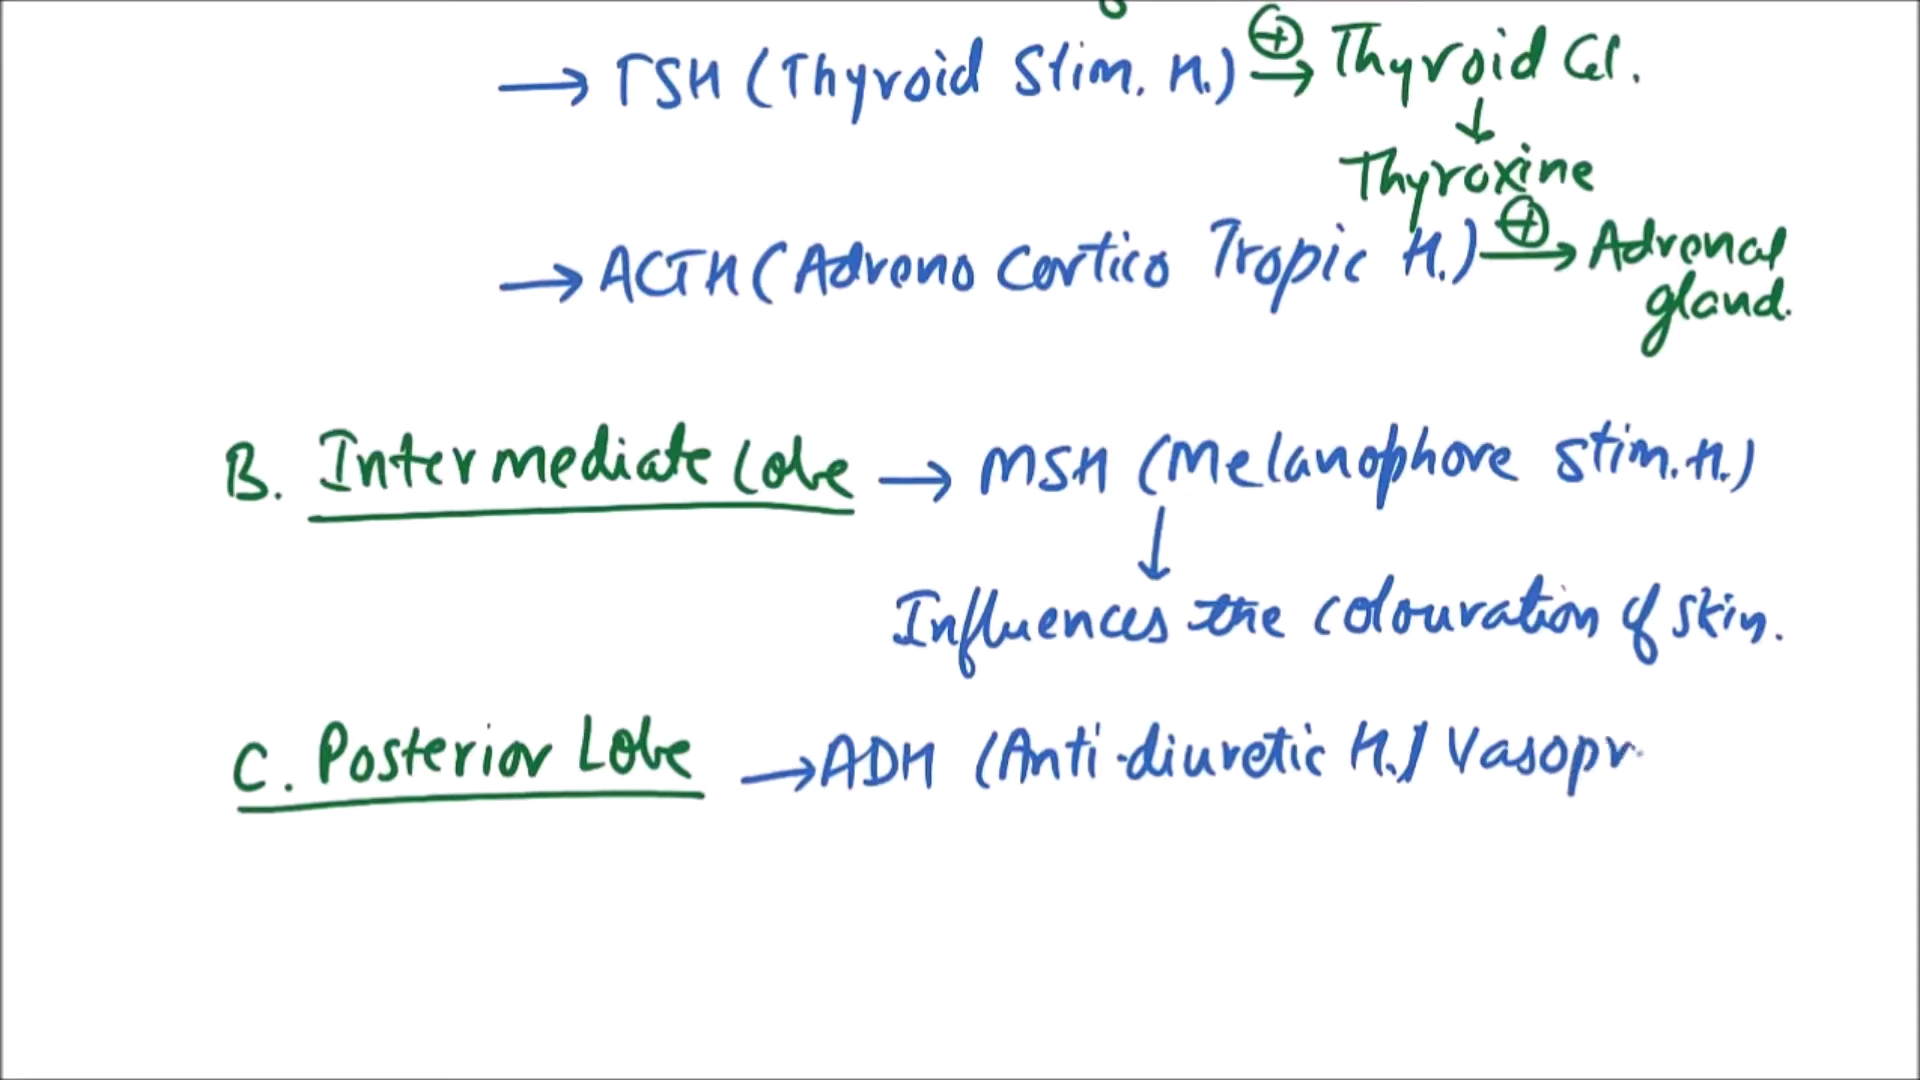 → TSH (Thyroid Stim. H.) ⊕→ Thyroid Gl.
↓
Thyroxine
→ ACTH (Adreno Cortico Tropic H.) ⊕→ Adrenal
gland.
B. Intermediate Lobe → MSH (Melanophore Stim. H.)
↓
Influences the colouration of skin.
C. Posterior Lobe → ADH (Anti-diuretic H.) Vasopr